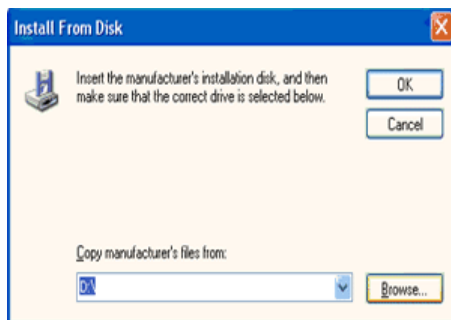 Install From Disk
Insert the manufacturer's installation disk, and then
make sure that the correct drive is selected below.
OK
Cancel
Copy manufacturer's files from:
D:\
Browse...